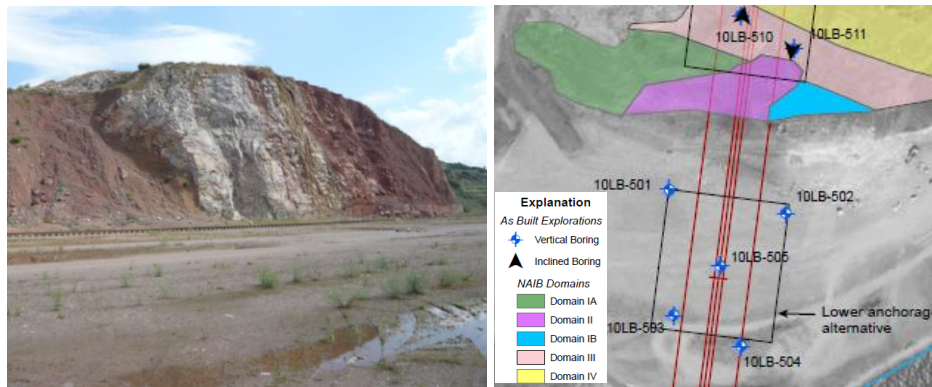 10LB-510
10LB-511
10LB-501
10LB-502
10LB-505
10LB-503
10LB-504
Lower anchorage
alternative
Explanation
As Built Explorations
Vertical Boring
Inclined Boring
NAIB Domains
Domain IA
Domain II
Domain IB
Domain III
Domain IV